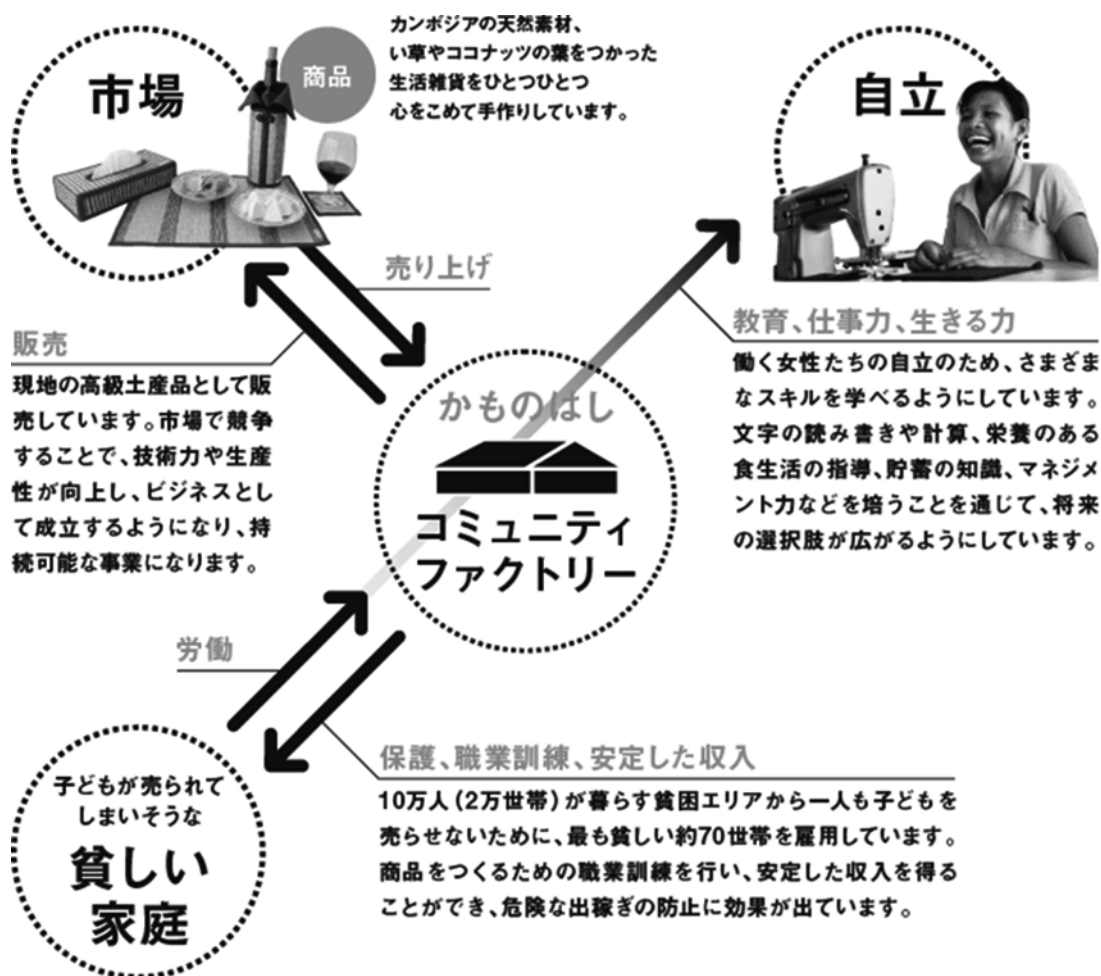 市場
商品
カンボジアの天然素材、
い草やココナッツの葉をつかった
生活雑貨をひとつひとつ
心をこめて手作りしています。
自立
売り上げ
販売
現地の高級土産品として販
売しています。市場で競争
することで、技術力や生産
性が向上し、ビジネスとし
て成立するようになり、持
続可能な事業になります。
教育、仕事力、生きる力
働く女性たちの自立のため、さまざま
なスキルを学べるようにしています。
文字の読み書きや計算、栄養のある
食生活の指導、貯蓄の知識、マネジメ
ント力などを培うことを通じて、将来
の選択肢が広がるようにしています。
かものはし
コミュニティ
ファクトリー
労働
保護、職業訓練、安定した収入
10万人(2万世帯)が暮らす貧困エリアから一人も子どもを
売らせないために、最も貧しい約70世帯を雇用しています。
商品をつくるための職業訓練を行い、安定した収入を得る
ことができ、危険な出稼ぎの防止に効果が出ています。
子どもが売られて
しまいそうな
貧しい
家庭